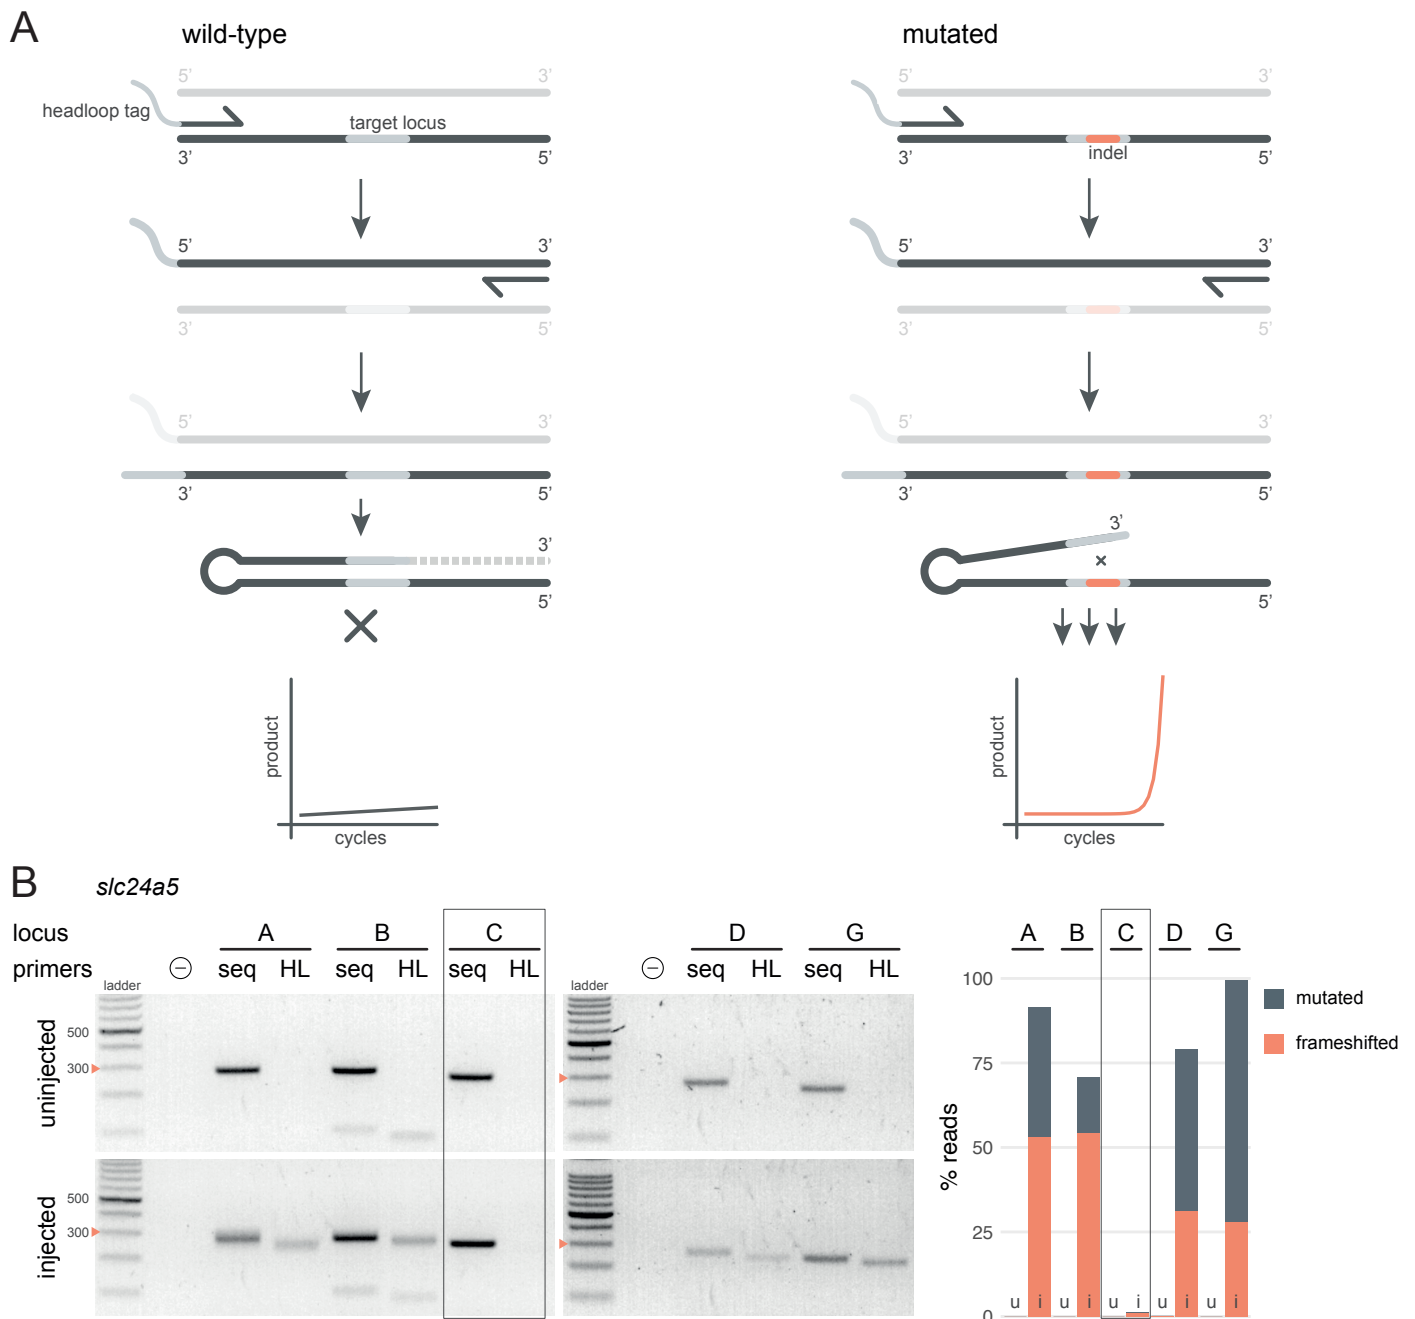 A
wild-type
mutated
5’ 3’
5’ 3’
headloop tag
target locus
3’ 5’
indel
3’ 5’
5’ 3’
5’ 3’
3’ 5’
3’ 5’
5’ 3’
5’ 3’
3’ 5’
3’ 5’
3’
3’
5’
5’
product
cycles
product
cycles
B
slc24a5
locus A B C D G
primers − seq HL seq HL seq HL − seq HL seq HL
ladder
ladder
uninjected
500
300
injected
500
300
A B C D G
100
75
50
25
0
% reads
u i u i u i u i u i
mutated
frameshifted